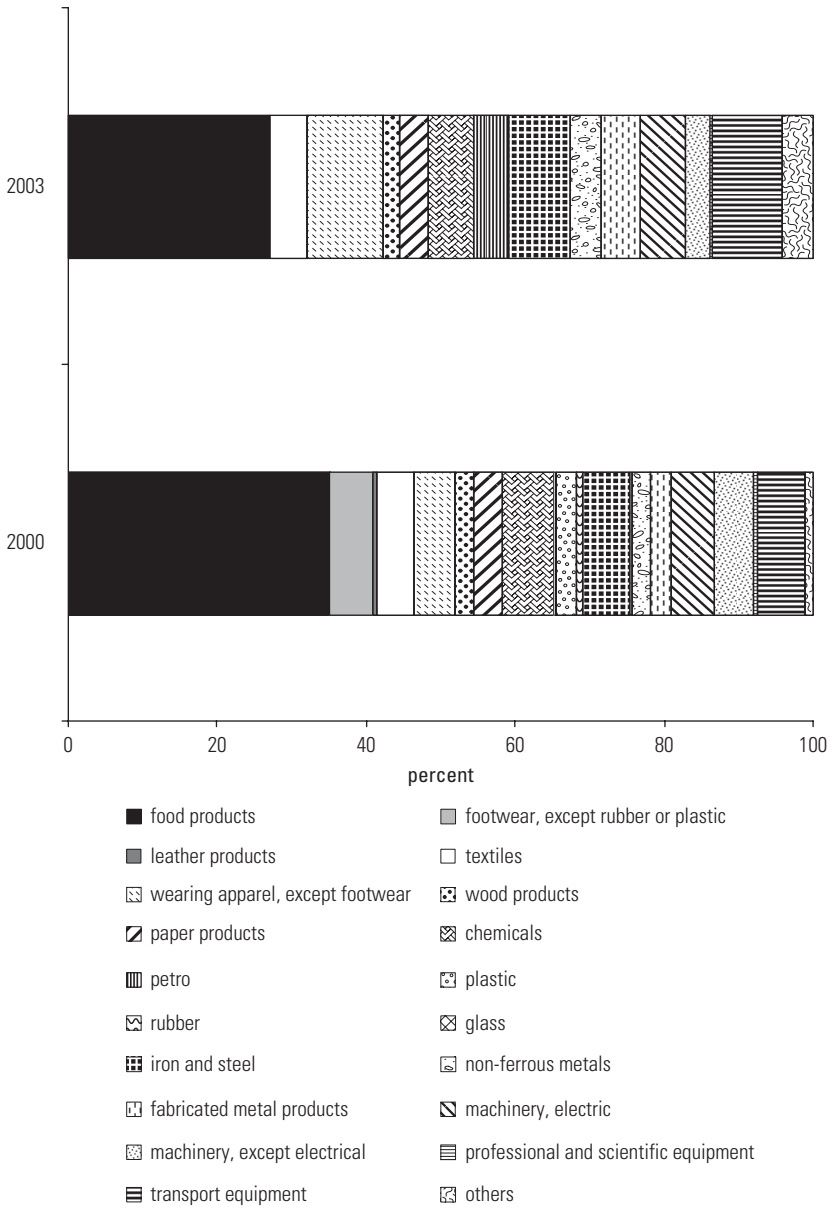 2003
2000
0 20 40 60 80 100
percent
food products footwear, except rubber or plastic
leather products textiles
wearing apparel, except footwear wood products
paper products chemicals
petro plastic
rubber glass
iron and steel non-ferrous metals
fabricated metal products machinery, electric
machinery, except electrical professional and scientific equipment
transport equipment others